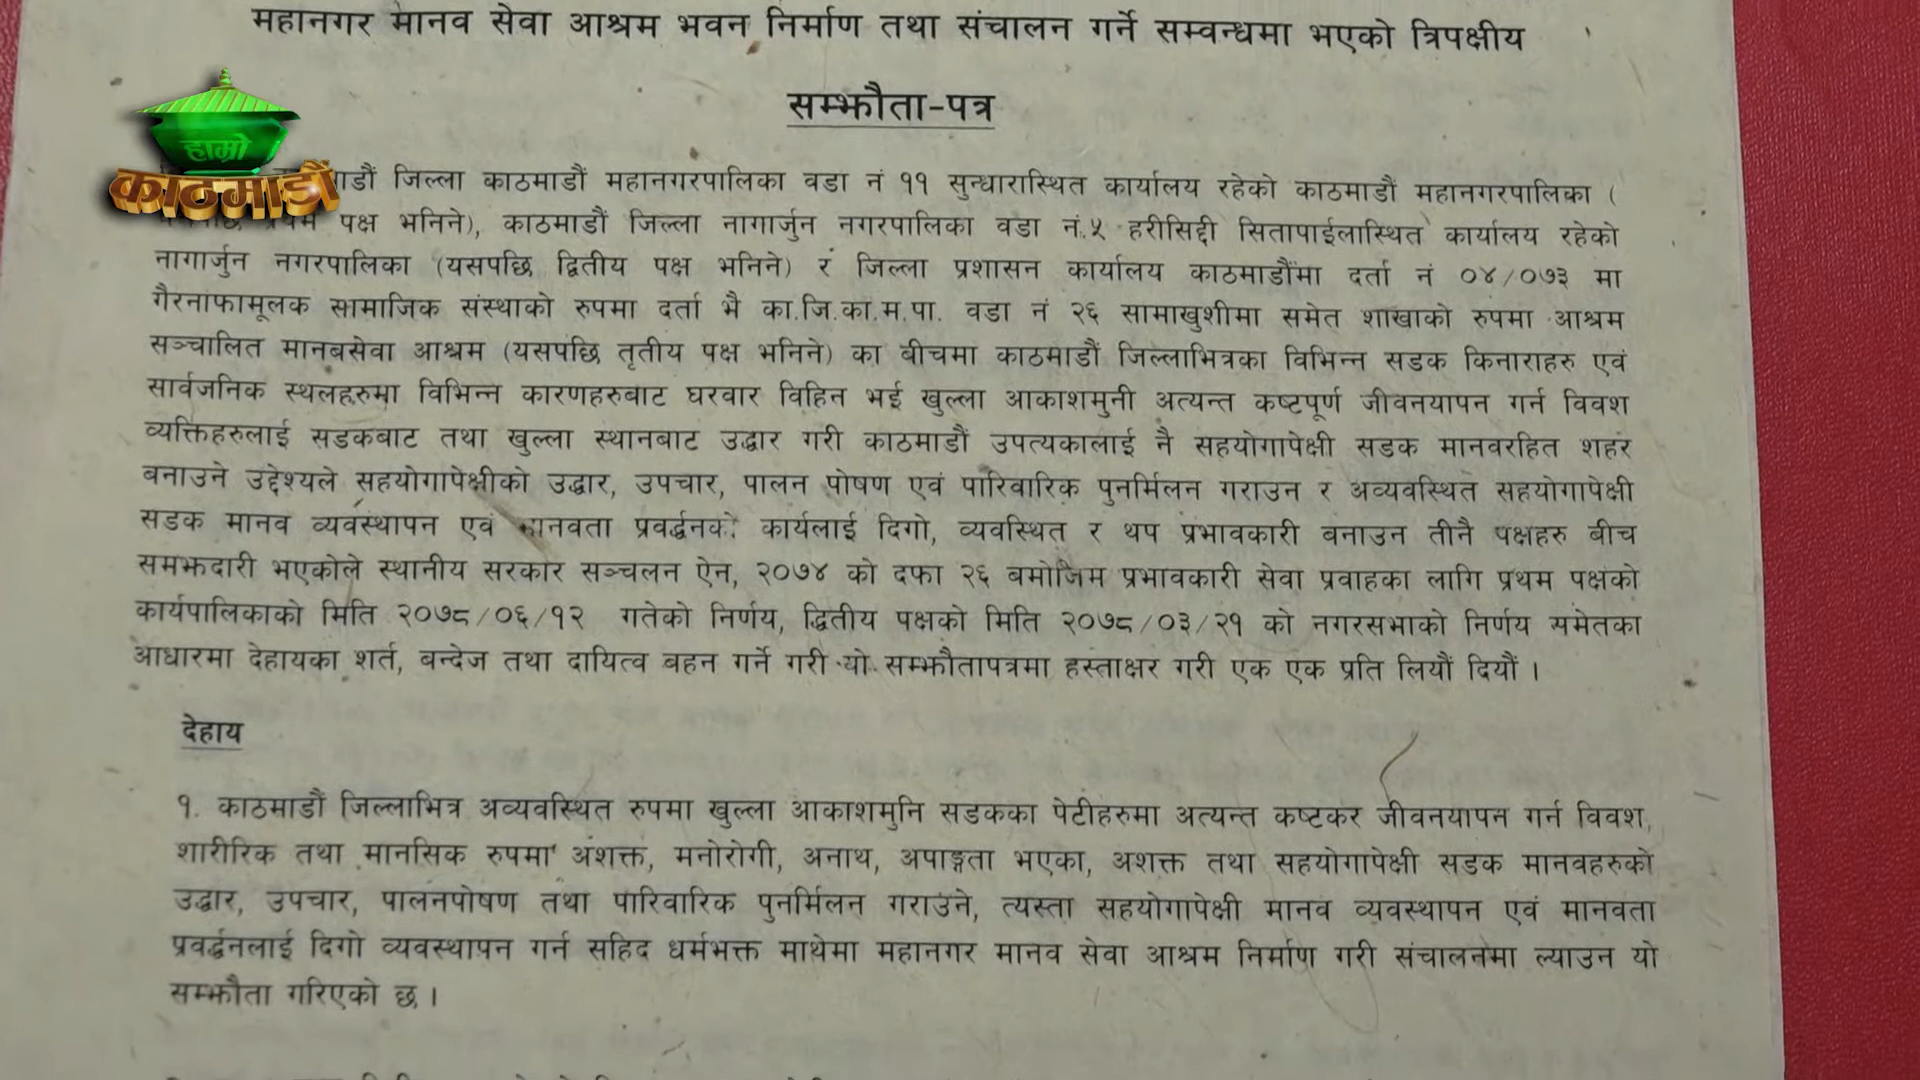 महानगर मानव सेवा आश्रम भवन निर्माण तथा संचालन गर्ने सम्वन्धमा भएको त्रिपक्षीय
सम्झौता-पत्र
हाम्रो
काठमाडौं
जिल्ला काठमाडौं महानगरपालिका वडा नं ११ सुन्धारास्थित कार्यालय रहेको काठमाडौं महानगरपालिका (
पक्ष भनिने), काठमाडौं जिल्ला नागार्जुन नगरपालिका वडा नं.५ हरीसिद्दी सितापाईलास्थित कार्यालय रहेको
नागार्जुन नगरपालिका (यसपछि द्वितीय पक्ष भनिने) र जिल्ला प्रशासन कार्यालय काठमाडौंमा दर्ता नं ०४/०७३ मा
गैरनाफामूलक सामाजिक संस्थाको रुपमा दर्ता भै का.जि.का.म.पा. वडा नं २६ सामाखुशीमा समेत शाखाको रुपमा आश्रम
सञ्चालित मानबसेवा आश्रम (यसपछि तृतीय पक्ष भनिने) का बीचमा काठमाडौं जिल्लाभित्रका विभिन्न सडक किनाराहरु एवं
सार्वजनिक स्थलहरुमा विभिन्न कारणहरुबाट घरवार विहिन भई खुल्ला आकाशमुनी अत्यन्त कष्टपूर्ण जीवनयापन गर्न विवश
व्यक्तिहरुलाई सडकबाट तथा खुल्ला स्थानबाट उद्धार गरी काठमाडौं उपत्यकालाई नै सहयोगापेक्षी सडक मानवरहित शहर
बनाउने उद्देश्यले सहयोगापेक्षीको उद्धार, उपचार, पालन पोषण एवं पारिवारिक पुनर्मिलन गराउन र अव्यवस्थित सहयोगापेक्षी
सडक मानव व्यवस्थापन एवं मानवता प्रवर्द्धनको कार्यलाई दिगो, व्यवस्थित र थप प्रभावकारी बनाउन तीनै पक्षहरु बीच
समझदारी भएकोले स्थानीय सरकार सञ्चलन ऐन, २०७४ को दफा २६ बमोजिम प्रभावकारी सेवा प्रवाहका लागि प्रथम पक्षको
कार्यपालिकाको मिति २०७८/०६/१२ गतेको निर्णय, द्धितीय पक्षको मिति २०७८/०३/२१ को नगरसभाको निर्णय समेतका
आधारमा देहायका शर्त, बन्देज तथा दायित्व बहन गर्ने गरी यो सम्झौतापत्रमा हस्ताक्षर गरी एक एक प्रति लियौं दियौं ।
देहाय
१. काठमाडौं जिल्लाभित्र अव्यवस्थित रुपमा खुल्ला आकाशमुनि सडकका पेटीहरुमा अत्यन्त कष्टकर जीवनयापन गर्न विवश,
शारीरिक तथा मानसिक रुपमा अशक्त, मनोरोगी, अनाथ, अपाङ्गता भएका, अशक्त तथा सहयोगापेक्षी सडक मानवहरुको
उद्धार, उपचार, पालनपोषण तथा पारिवारिक पुनर्मिलन गराउने, त्यस्ता सहयोगापेक्षी मानव व्यवस्थापन एवं मानवता
प्रवर्द्धनलाई दिगो व्यवस्थापन गर्न सहिद धर्मभक्त माथेमा महानगर मानव सेवा आश्रम निर्माण गरी संचालनमा ल्याउन यो
सम्झौता गरिएको छ ।